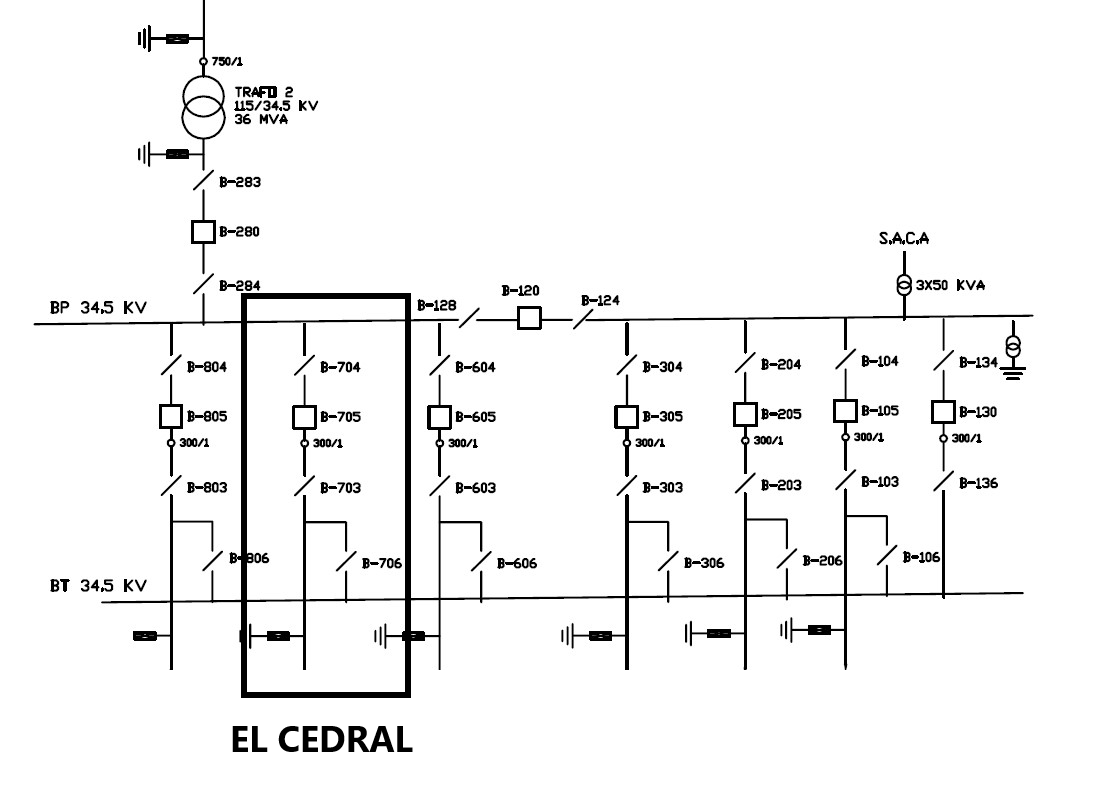 750/1
TRAFO 2
115/34.5 KV
36 MVA
B-283
B-280
B-284
S.A.C.A
3X50 KVA
BP 34,5 KV
B-128
B-120
B-124
B-804
B-704
B-604
B-304
B-204
B-104
B-134
B-805
B-705
B-605
B-305
B-205
B-105
B-130
300/1
300/1
300/1
300/1
300/1
300/1
300/1
B-803
B-703
B-603
B-303
B-203
B-103
B-136
B-806
B-706
B-606
B-306
B-206
B-106
BT 34,5 KV
EL CEDRAL